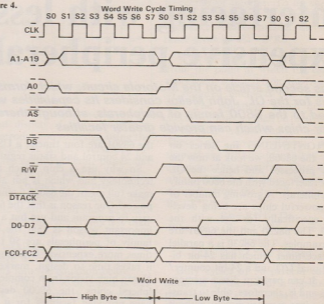 re 4.
Word Write Cycle Timing
S0 S1 S2 S3 S4 S5 S6 S7 S0 S1 S2 S3 S4 S5 S6 S7 S0 S1 S2
CLK
A1-A19
A0
AS
DS
R/W
DTACK
D0-D7
FC0-FC2
Word Write
High Byte
Low Byte